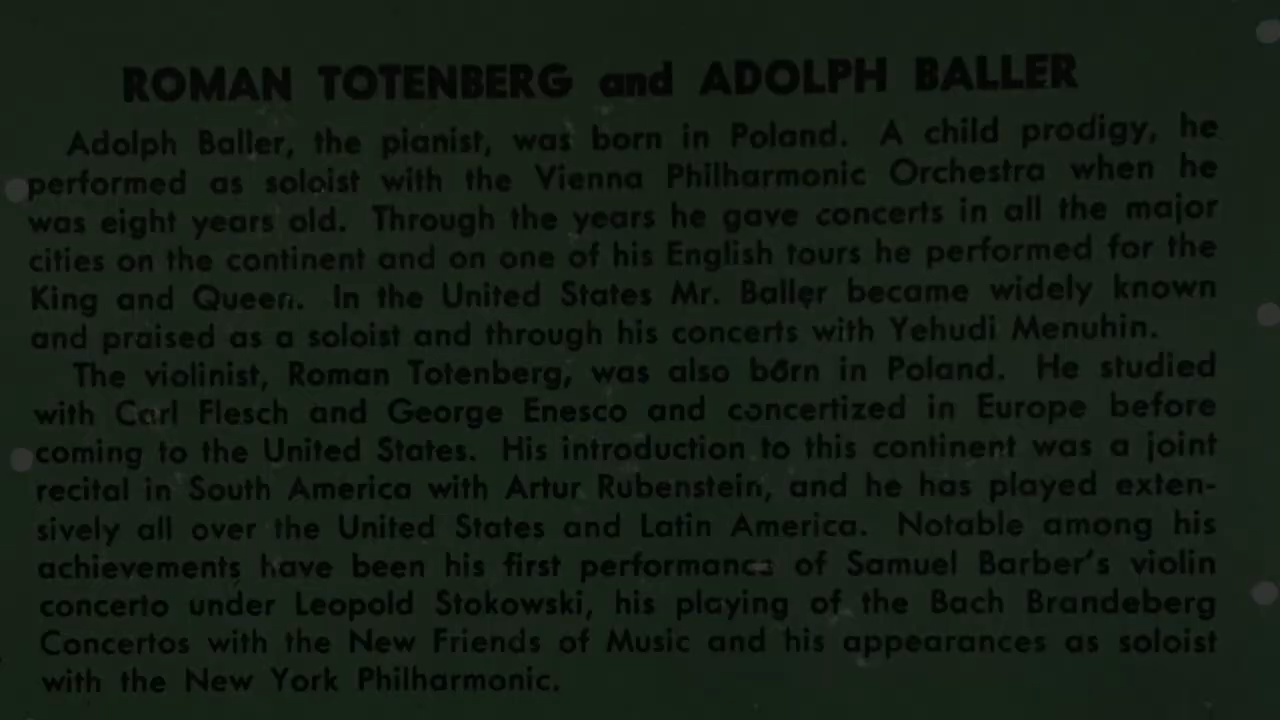 ROMAN TOTENBERG and ADOLPH BALLER
Adolph Baller, the pianist, was born in Poland. A child prodigy, he
performed as soloist with the Vienna Philharmonic Orchestra when he
was eight years old. Through the years he gave concerts in all the major
cities on the continent and on one of his English tours he performed for the
King and Queen. In the United States Mr. Baller became widely known
and praised as a soloist and through his concerts with Yehudi Menuhin.
The violinist, Roman Totenberg, was also born in Poland. He studied
with Carl Flesch and George Enesco and concertized in Europe before
coming to the United States. His introduction to this continent was a joint
recital in South America with Artur Rubenstein, and he has played exten-
sively all over the United States and Latin America. Notable among his
achievements have been his first performance of Samuel Barber's violin
concerto under Leopold Stokowski, his playing of the Bach Brandeberg
Concertos with the New Friends of Music and his appearances as soloist
with the New York Philharmonic.